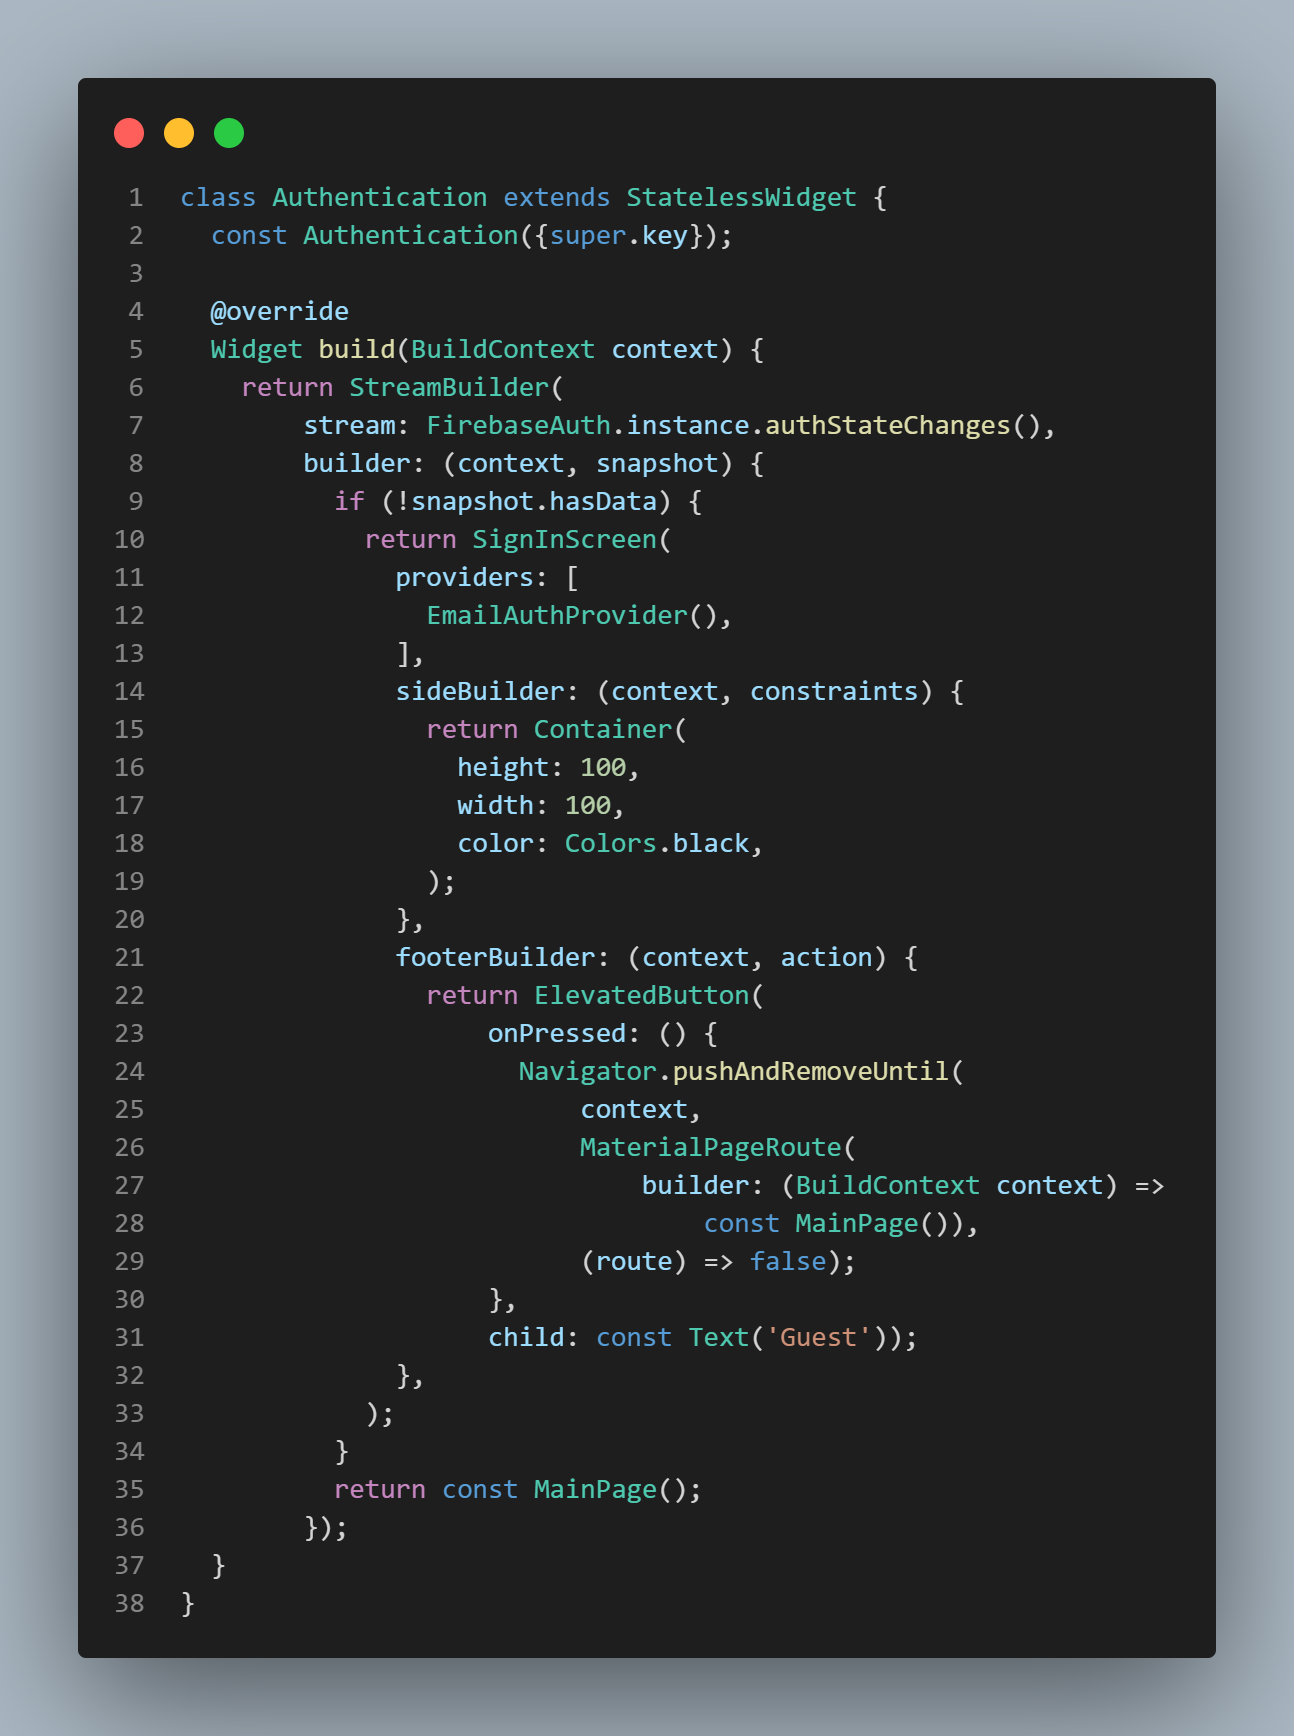 1 class Authentication extends StatelessWidget {
2   const Authentication({super.key});
3
4   @override
5   Widget build(BuildContext context) {
6     return StreamBuilder(
7         stream: FirebaseAuth.instance.authStateChanges(),
8         builder: (context, snapshot) {
9           if (!snapshot.hasData) {
10             return SignInScreen(
11               providers: [
12                 EmailAuthProvider(),
13               ],
14               sideBuilder: (context, constraints) {
15                 return Container(
16                   height: 100,
17                   width: 100,
18                   color: Colors.black,
19                 );
20               },
21               footerBuilder: (context, action) {
22                 return ElevatedButton(
23                     onPressed: () {
24                       Navigator.pushAndRemoveUntil(
25                           context,
26                           MaterialPageRoute(
27                               builder: (BuildContext context) =>
28                                   const MainPage()),
29                           (route) => false);
30                     },
31                     child: const Text('Guest'));
32               },
33             );
34           }
35           return const MainPage();
36         });
37   }
38 }